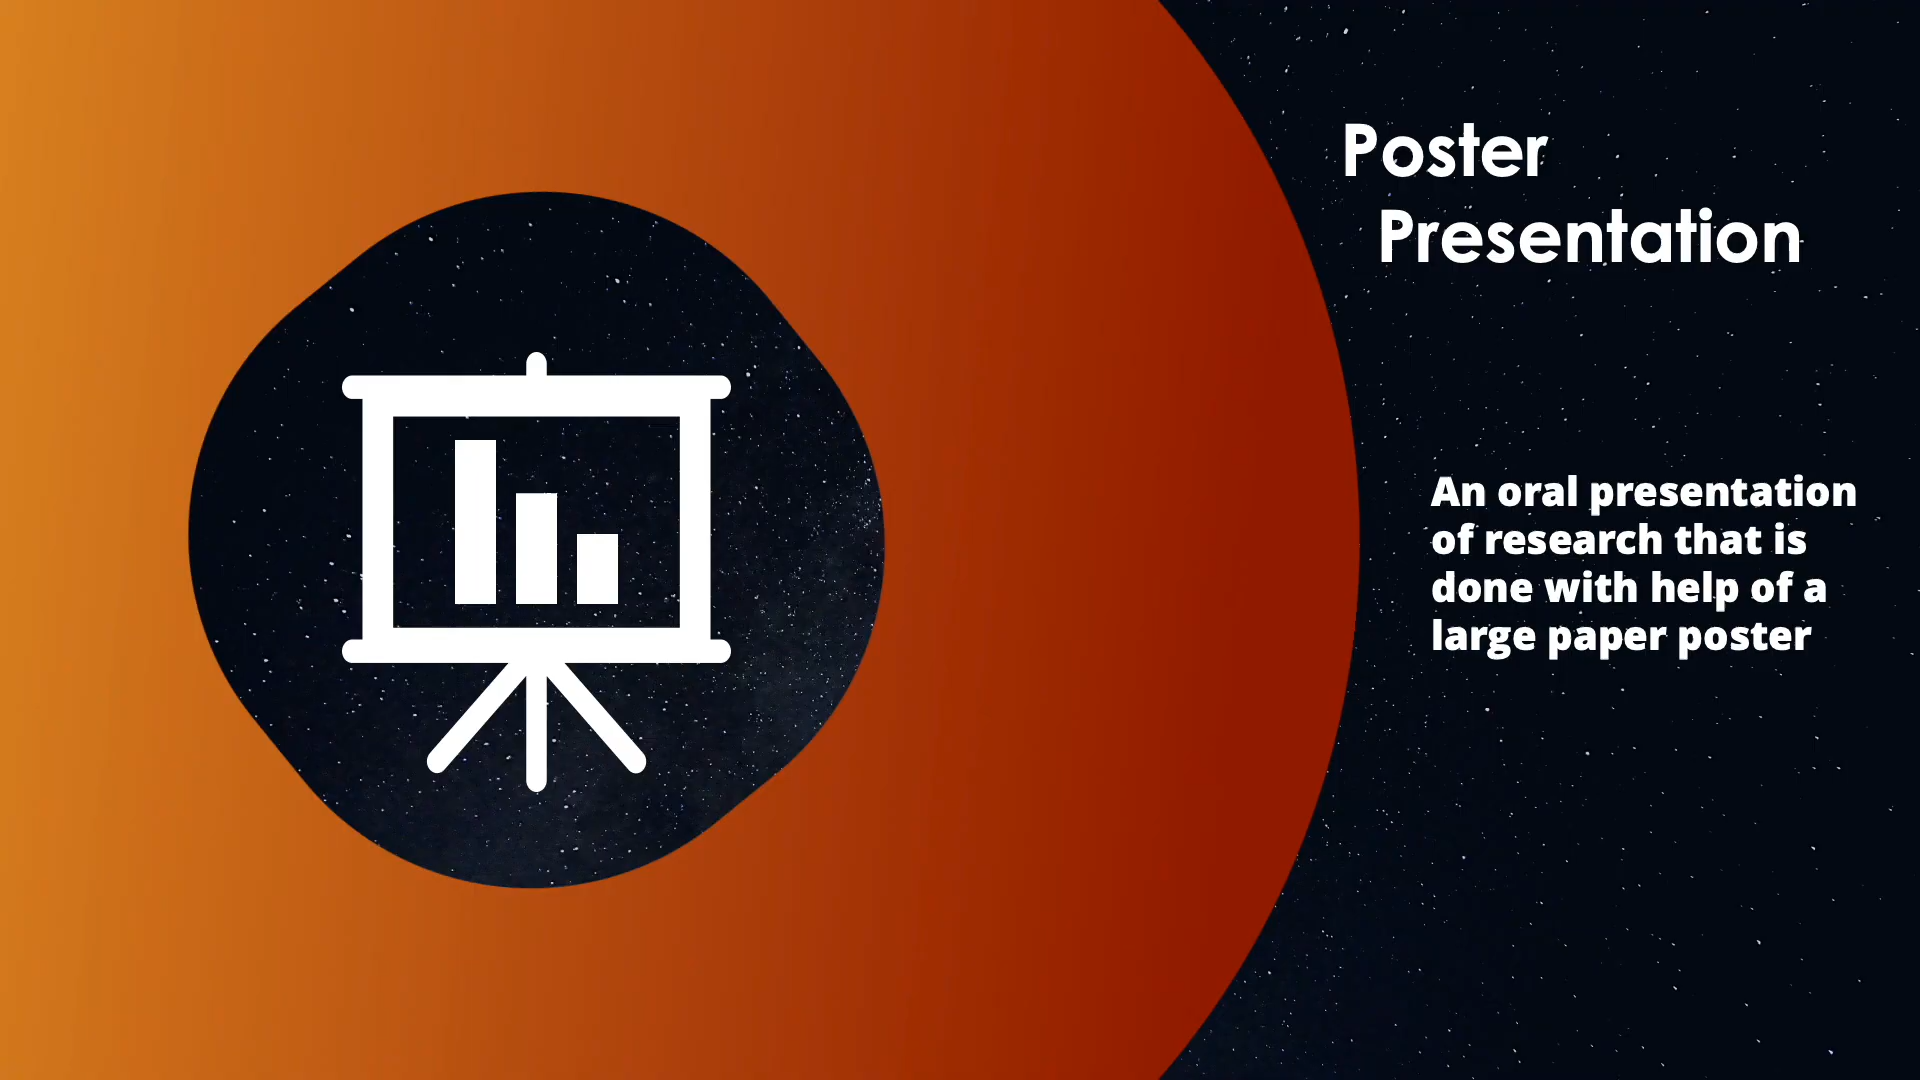 Poster
Presentation
An oral presentation
of research that is
done with help of a
large paper poster